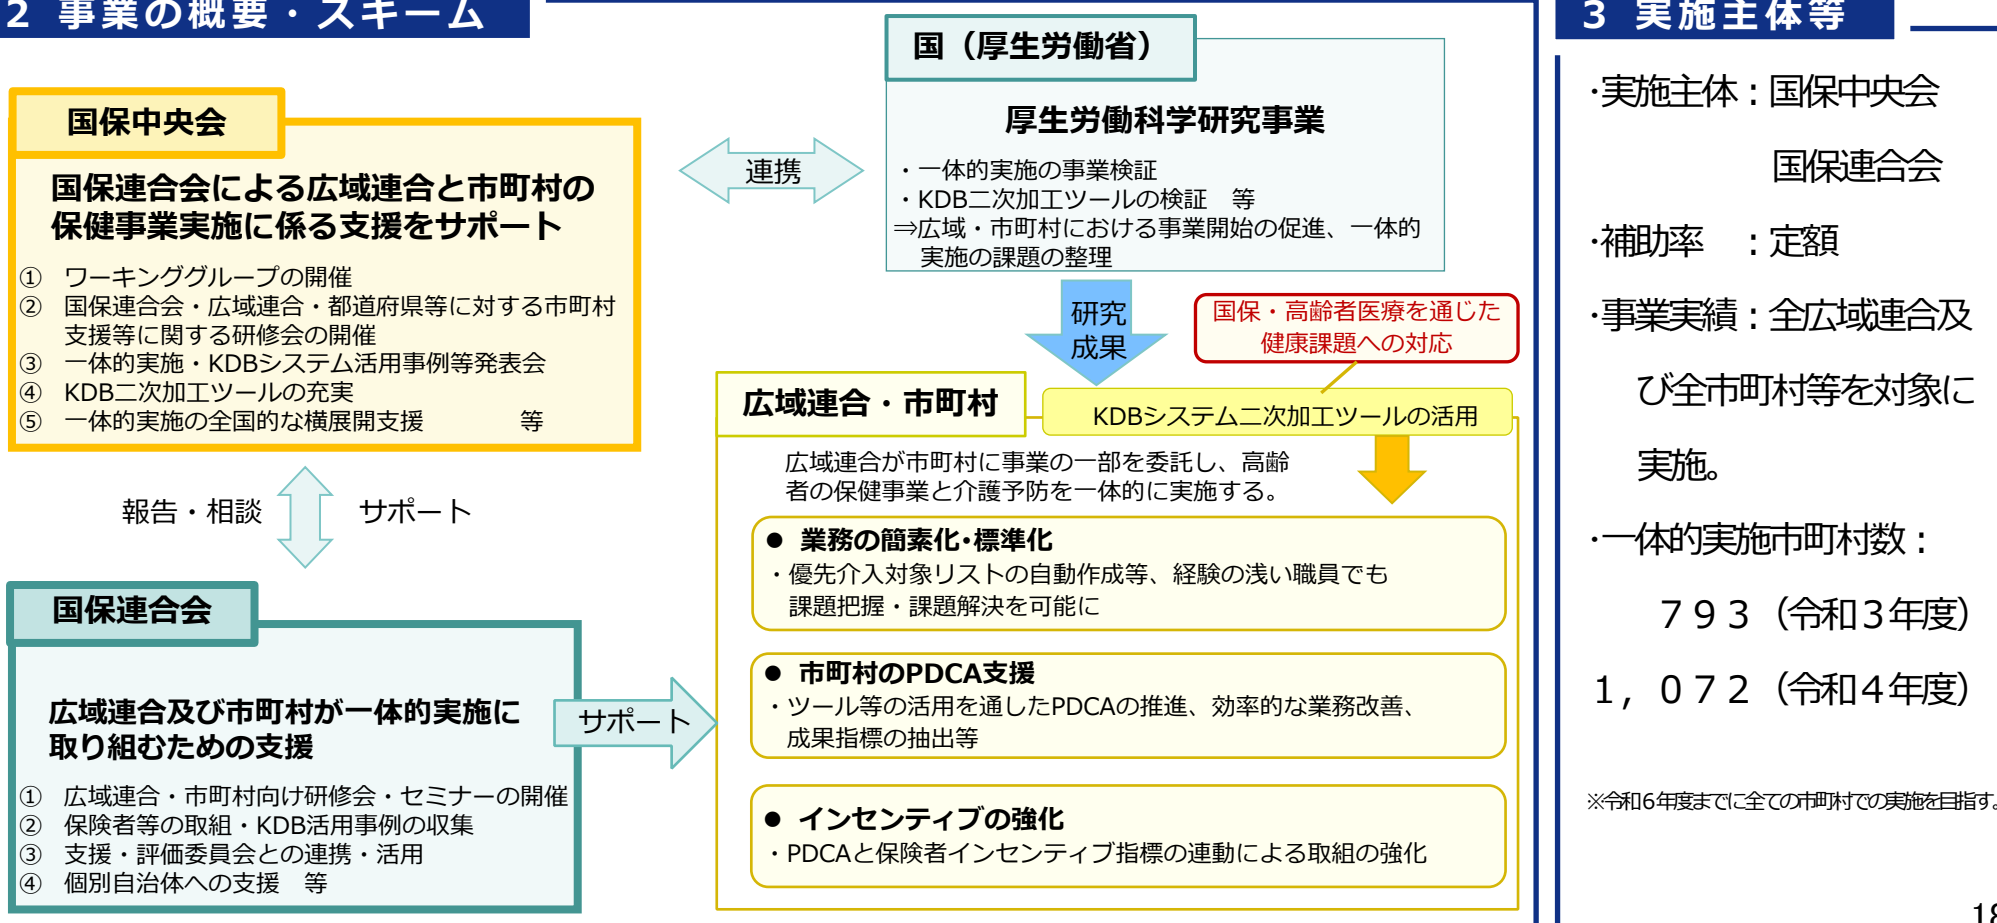 2 事業の概要・スキーム
国保中央会
国保連合会による広域連合と市町村の
保健事業実施に係る支援をサポート
① ワーキンググループの開催
② 国保連合会・広域連合・都道府県等に対する市町村
支援等に関する研修会の開催
③ 一体的実施・KDBシステム活用事例等発表会
④ KDB二次加工ツールの充実
⑤ 一体的実施の全国的な横展開支援 等
報告・相談
サポート
国保連合会
広域連合及び市町村が一体的実施に
取り組むための支援
① 広域連合・市町村向け研修会・セミナーの開催
② 保険者等の取組・KDB活用事例の収集
③ 支援・評価委員会との連携・活用
④ 個別自治体への支援 等
サポート
連携
国（厚生労働省）
厚生労働科学研究事業
・一体的実施の事業検証
・KDB二次加工ツールの検証 等
⇒広域・市町村における事業開始の促進、一体的
実施の課題の整理
研究
成果
国保・高齢者医療を通じた
健康課題への対応
広域連合・市町村
KDBシステム二次加工ツールの活用
広域連合が市町村に事業の一部を委託し、高齢
者の保健事業と介護予防を一体的に実施する。
● 業務の簡素化・標準化
・優先介入対象リストの自動作成等、経験の浅い職員でも
課題把握・課題解決を可能に
● 市町村のPDCA支援
・ツール等の活用を通したPDCAの推進、効率的な業務改善、
成果指標の抽出等
● インセンティブの強化
・PDCAと保険者インセンティブ指標の連動による取組の強化
3 実施主体等
・実施主体：国保中央会
国保連合会
・補助率 ：定額
・事業実績：全広域連合及
び全市町村等を対象に
実施。
・一体的実施市町村数：
７９３（令和３年度）
１，０７２（令和４年度）
※令和６年度までに全ての市町村での実施を目指す。
18